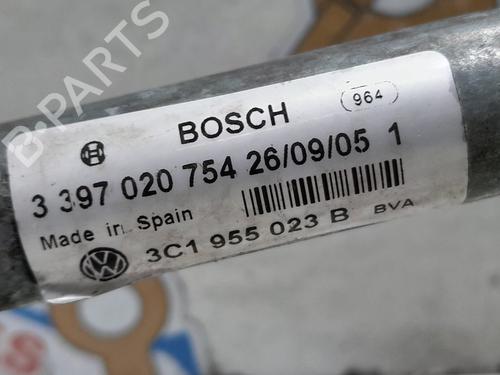 B-PARTS
964
BOSCH
3 397 020 754 26/09/05 1
Made in Spain
3C1 955 023 B BVA